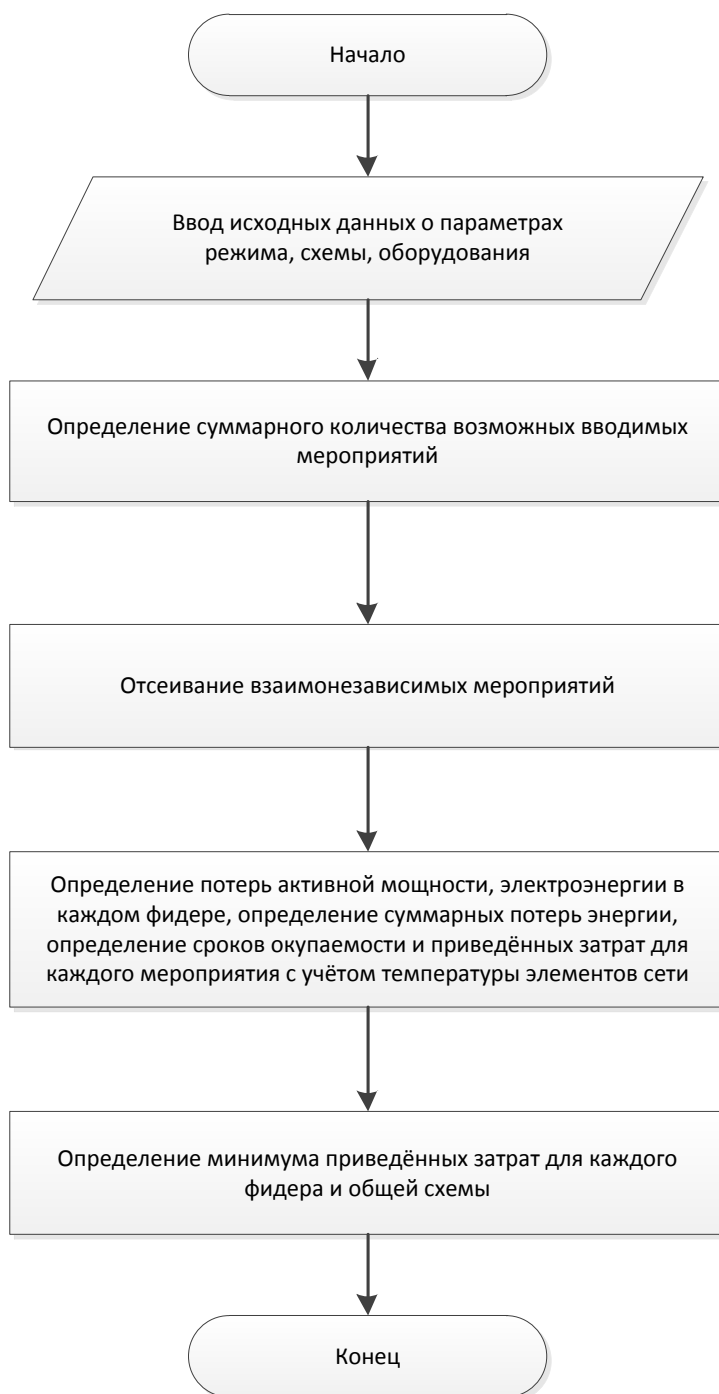 Начало
Ввод исходных данных о параметрах
режима, схемы, оборудования
Определение суммарного количества возможных вводимых
мероприятий
Отсеивание взаимонезависимых мероприятий
Определение потерь активной мощности, электроэнергии в
каждом фидере, определение суммарных потерь энергии,
определение сроков окупаемости и приведённых затрат для
каждого мероприятия с учётом температуры элементов сети
Определение минимума приведённых затрат для каждого
фидера и общей схемы
Конец